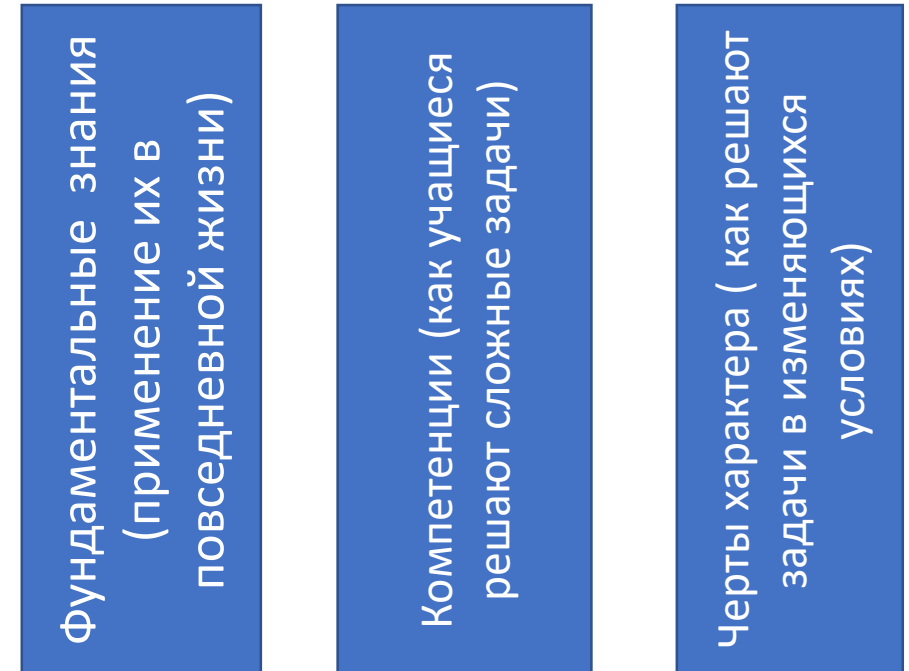 Фундаментальные знания
(применение их в
повседневной жизни)
Компетенции (как учащиеся
решают сложные задачи)
Черты характера ( как решают
задачи в изменяющихся
условиях)